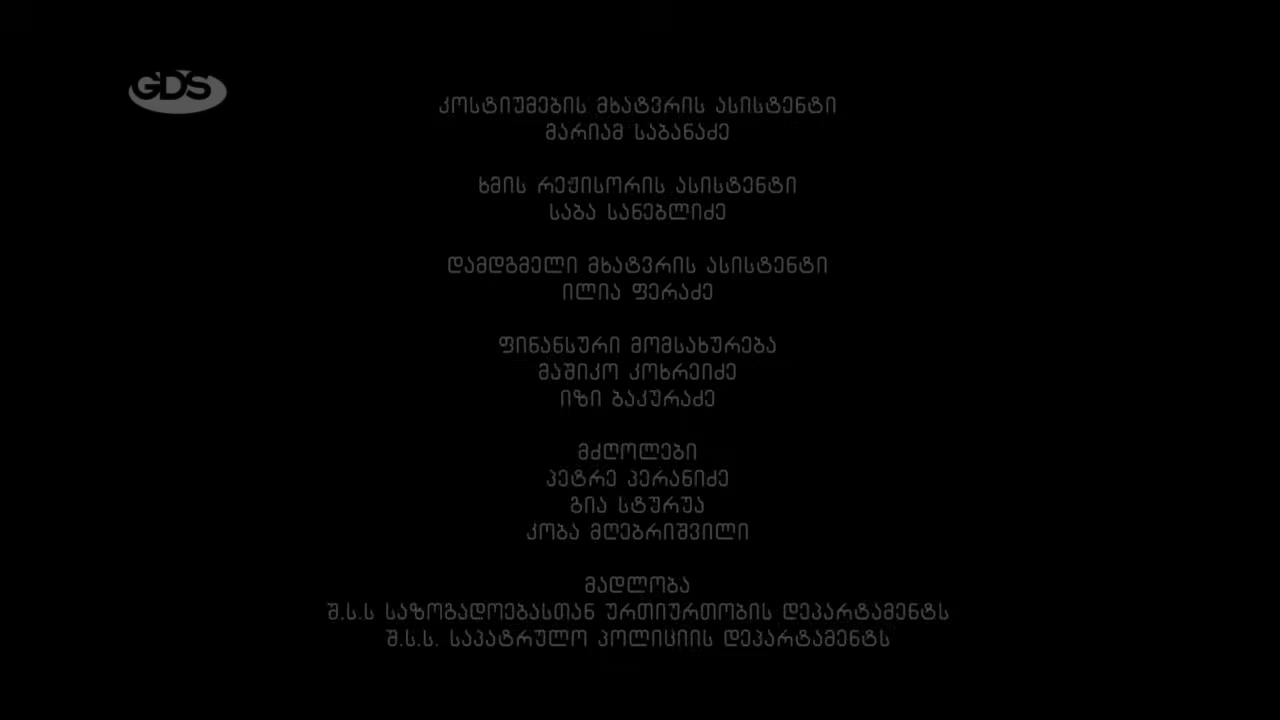 GDS
კოსტიუმების მხატვრის ასისტენტი
მარიამ საბანაძე
ხმის რეჟისორის ასისტენტი
საბა სანებლიძე
დამდგმელი მხატვრის ასისტენტი
ილია ფერაძე
ფინანსური მომსახურება
მაშიკო კოხრეიძე
იზი ბაკურაძე
მძღოლები
პეტრე პერანიძე
გია სტურუა
კობა მღებრიშვილი
მადლობა
შ.ს.ს საზოგადოებასთან ურთიერთობის დეპარტამენტს
შ.ს.ს. საპატრულო პოლიციის დეპარტამენტს